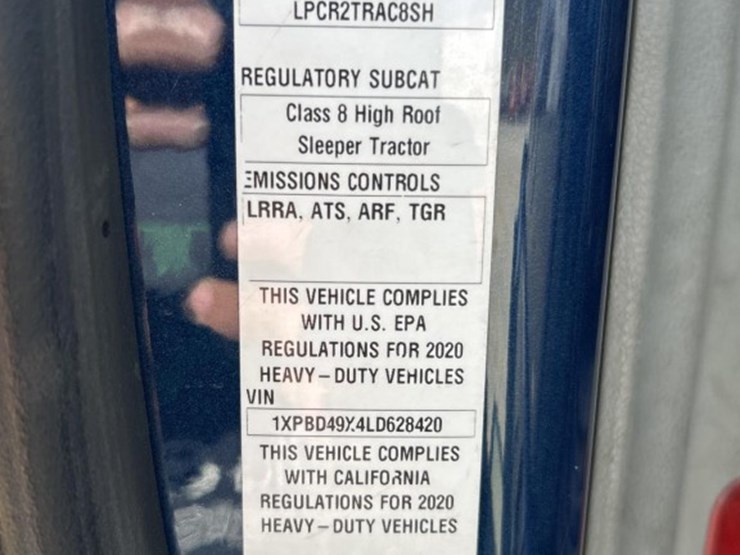 LPCR2TRAC8SH
REGULATORY SUBCAT
Class 8 High Roof
Sleeper Tractor
EMISSIONS CONTROLS
LRRA, ATS, ARF, TGR
THIS VEHICLE COMPLIES
WITH U.S. EPA
REGULATIONS FOR 2020
HEAVY-DUTY VEHICLES
VIN
1XPBD49X4LD628420
THIS VEHICLE COMPLIES
WITH CALIFORNIA
REGULATIONS FOR 2020
HEAVY-DUTY VEHICLES